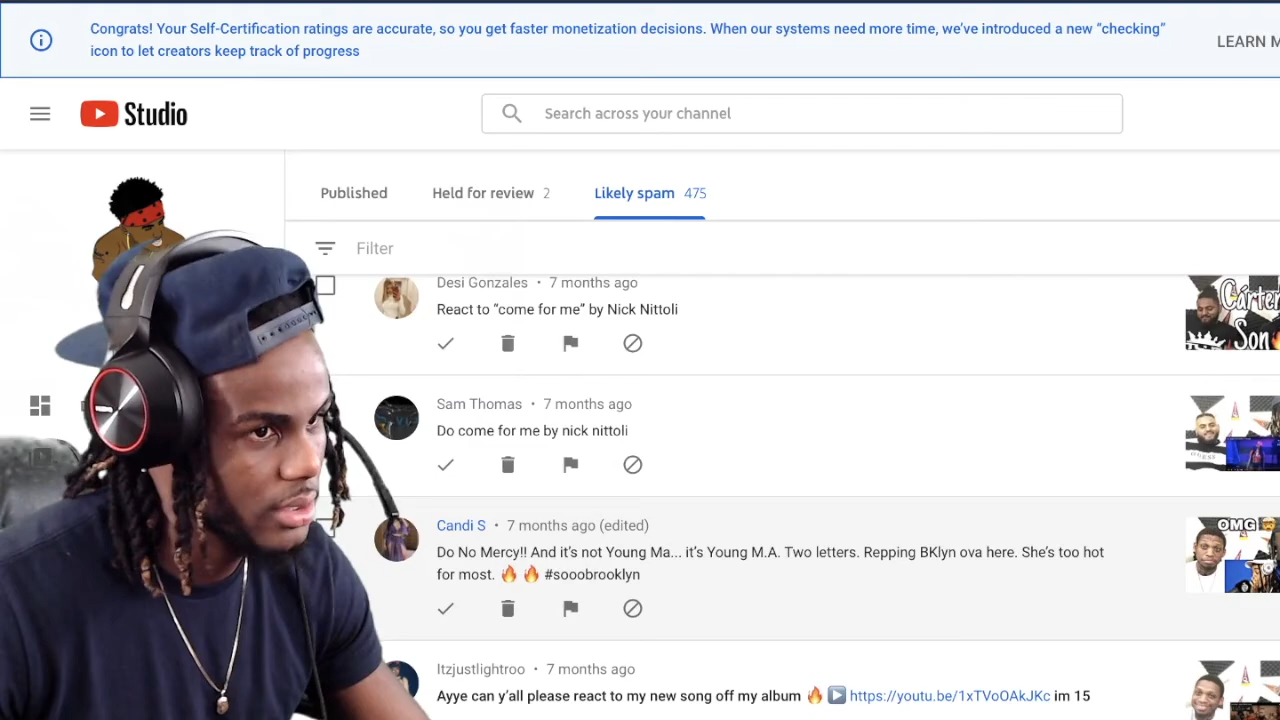 Congrats! Your Self-Certification ratings are accurate, so you get faster monetization decisions. When our systems need more time, we've introduced a new “checking”
icon to let creators keep track of progress
LEARN M
Studio
Search across your channel
Published Held for review 2 Likely spam 475
Filter
Desi Gonzales • 7 months ago
React to “come for me” by Nick Nittoli
Carter
Son
Sam Thomas • 7 months ago
Do come for me by nick nittoli
GUESS
Candi S • 7 months ago (edited)
OMG
Do No Mercy!! And it's not Young Ma... it's Young M.A. Two letters. Repping BKlyn ova here. She's too hot
for most. 🔥 🔥 #sooobrooklyn
Itzjustlightroo • 7 months ago
Ayye can y'all please react to my new song off my album 🔥 ▶️ https://youtu.be/1xTVoOAkJKc im 15